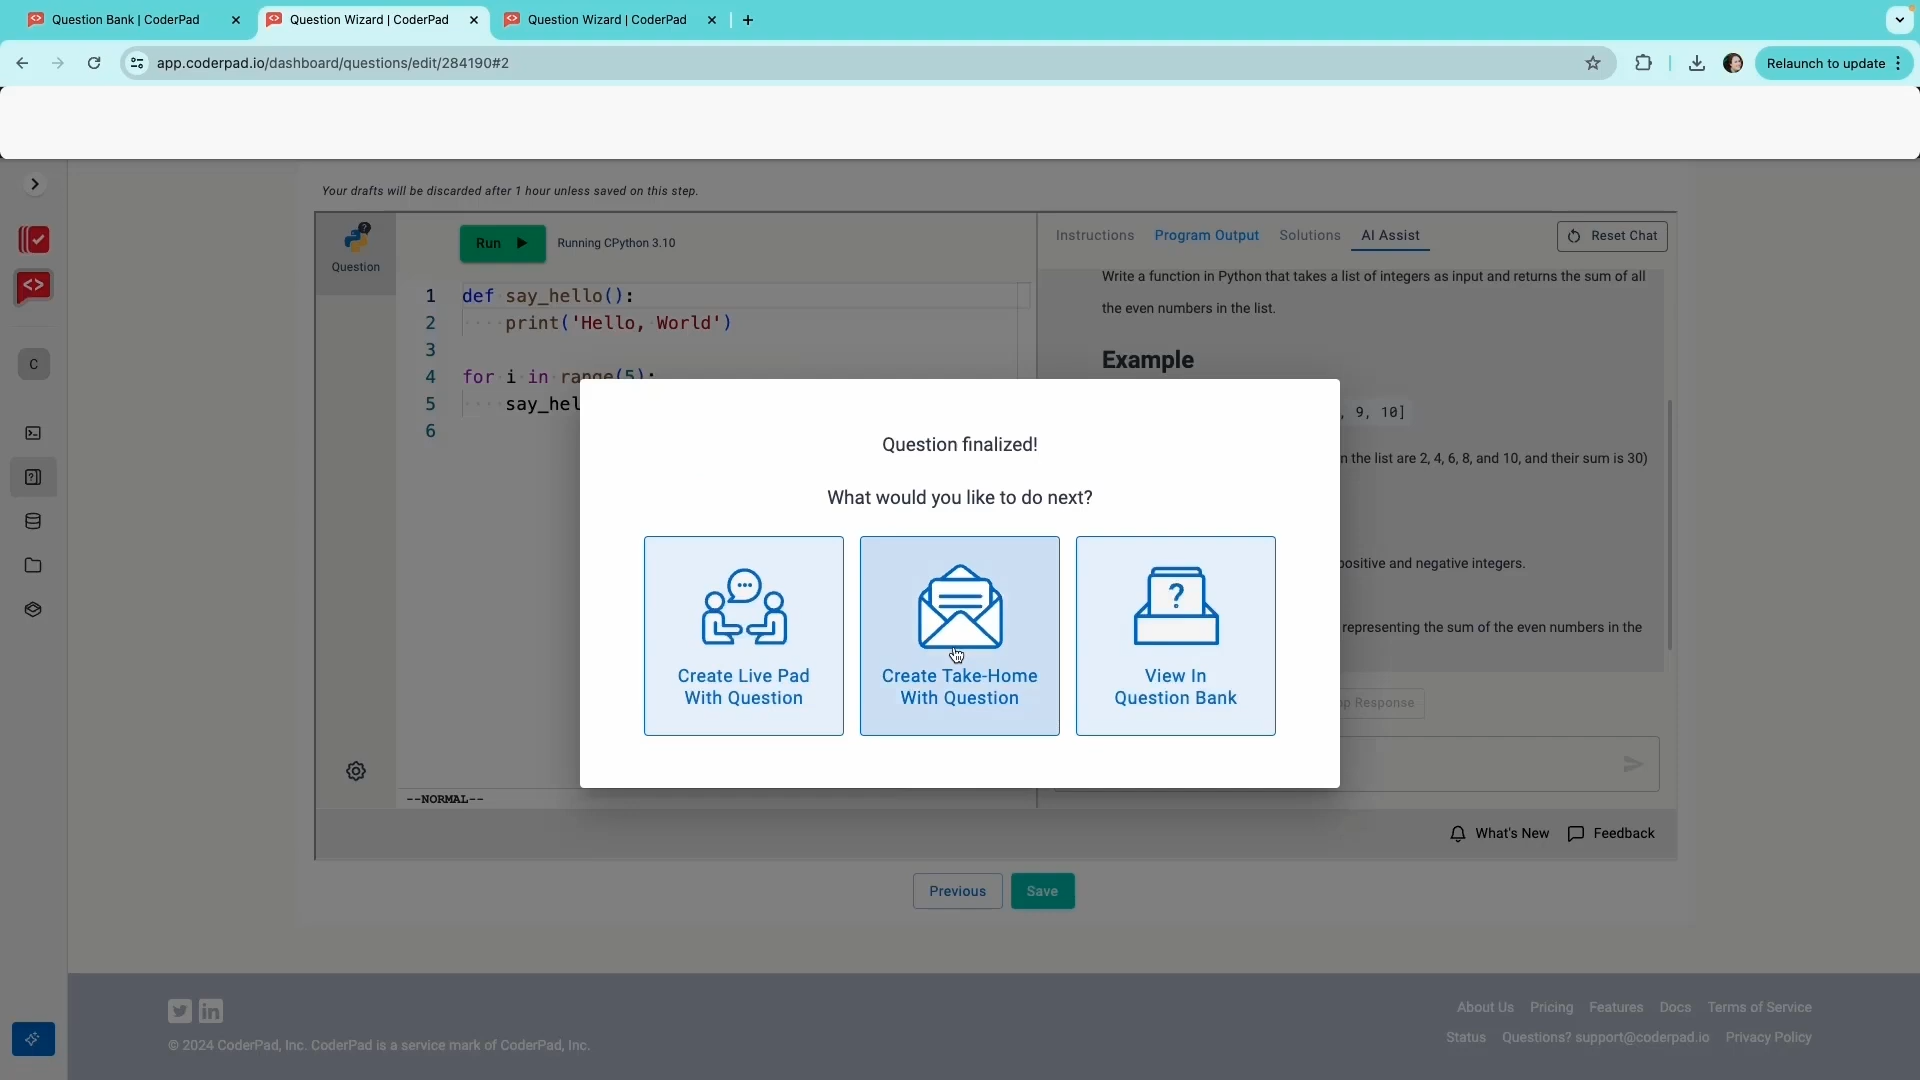 Question Bank | CoderPad
Question Wizard | CoderPad
Question Wizard | CoderPad
app.coderpad.io/dashboard/questions/edit/284190#2
Relaunch to update
Your drafts will be discarded after 1 hour unless saved on this step.
C
Question
Run
Running CPython 3.10
1 def say_hello():
2 ····print('Hello,·World')
3
4 for·i·in·range(5):
5 ····say_hel
6
--NORMAL--
Instructions
Program Output
Solutions
AI Assist
Reset Chat
Write a function in Python that takes a list of integers as input and returns the sum of all
the even numbers in the list.
Example
, 9, 10]
n the list are 2, 4, 6, 8, and 10, and their sum is 30)
positive and negative integers.
representing the sum of the even numbers in the
p Response
Question finalized!
What would you like to do next?
Create Live Pad
With Question
Create Take-Home
With Question
?
View In
Question Bank
What's New
Feedback
Previous
Save
in
© 2024 CoderPad, Inc. CoderPad is a service mark of CoderPad, Inc.
About Us Pricing Features Docs Terms of Service
Status Questions? support@coderpad.io Privacy Policy